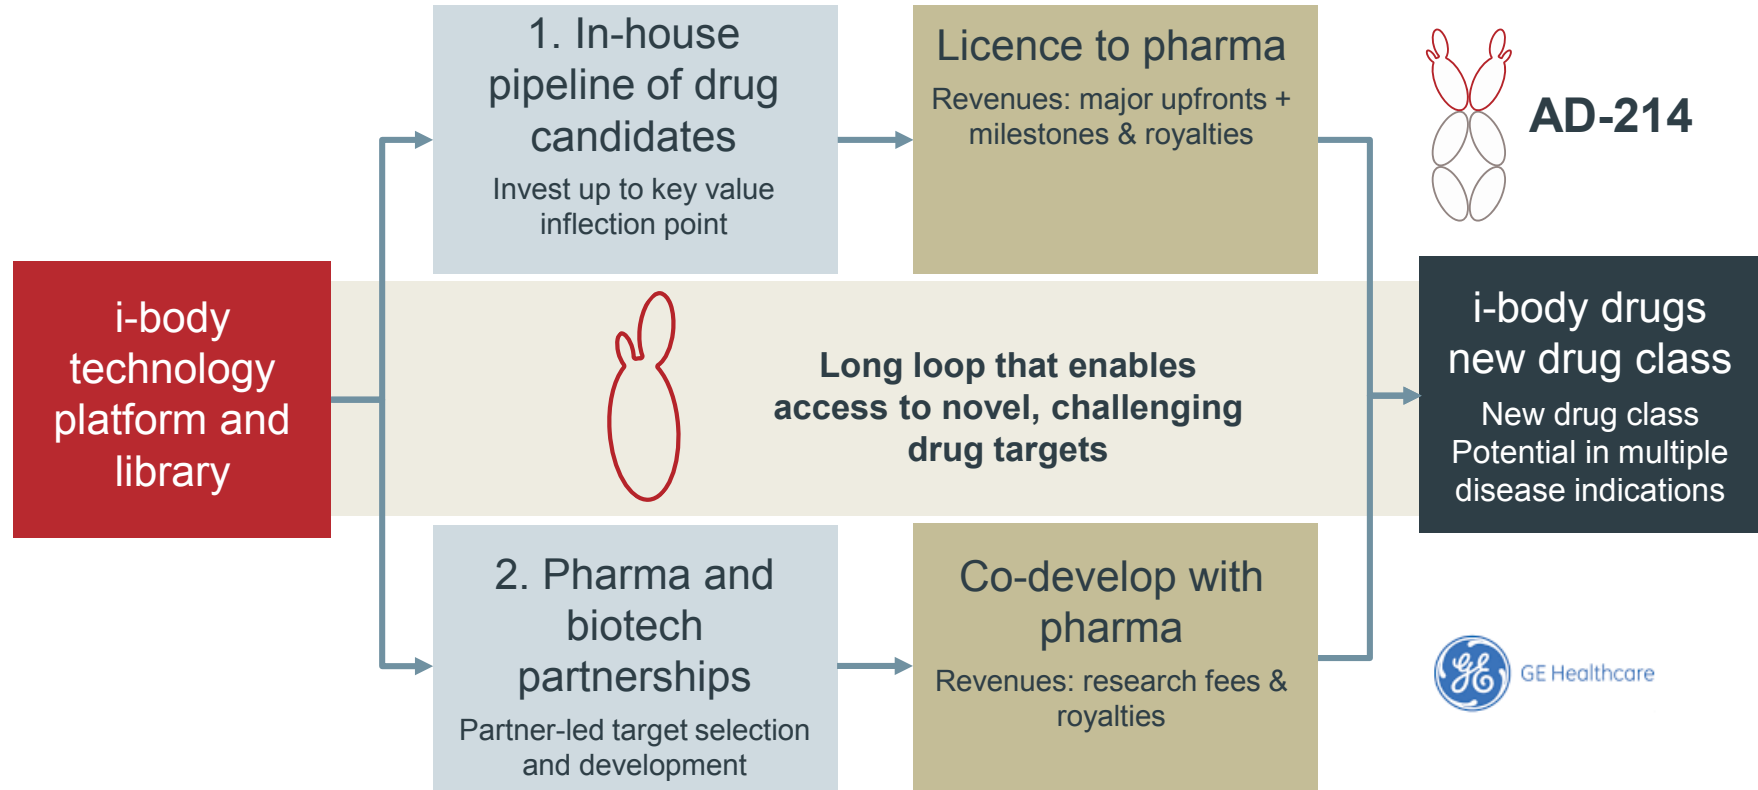 1. In-house
pipeline of drug
candidates
Invest up to key value
inflection point
Licence to pharma
Revenues: major upfronts +
milestones & royalties
AD-214
i-body
technology
platform and
library
Long loop that enables
access to novel, challenging
drug targets
i-body drugs
new drug class
New drug class
Potential in multiple
disease indications
2. Pharma and
biotech
partnerships
Partner-led target selection
and development
Co-develop with
pharma
Revenues: research fees &
royalties
GE
GE Healthcare